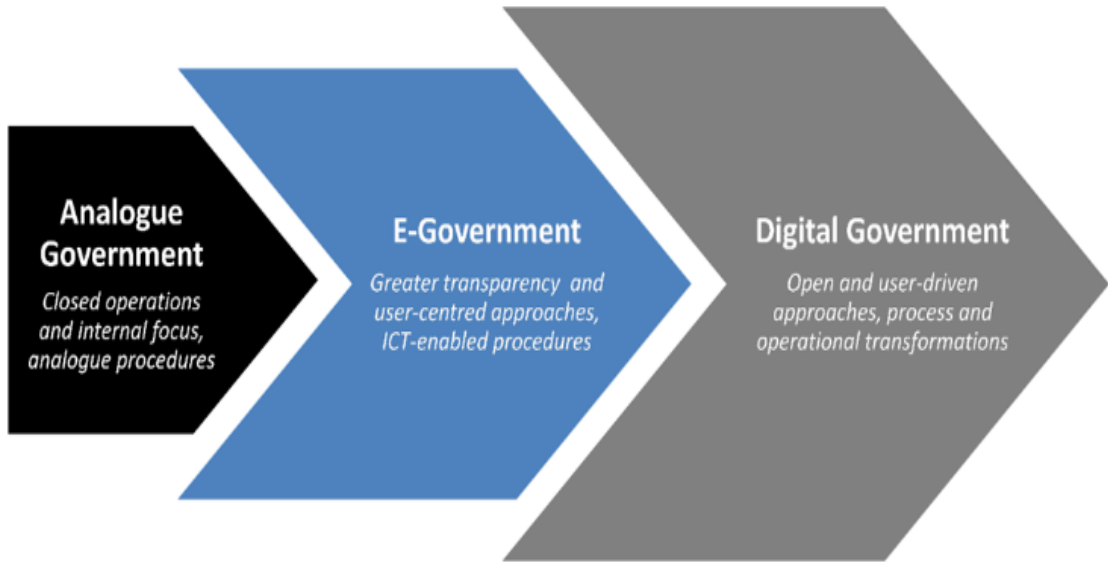 Analogue
Government
Closed operations
and internal focus,
analogue procedures
E-Government
Greater transparency and
user-centred approaches,
ICT-enabled procedures
Digital Government
Open and user-driven
approaches, process and
operational transformations